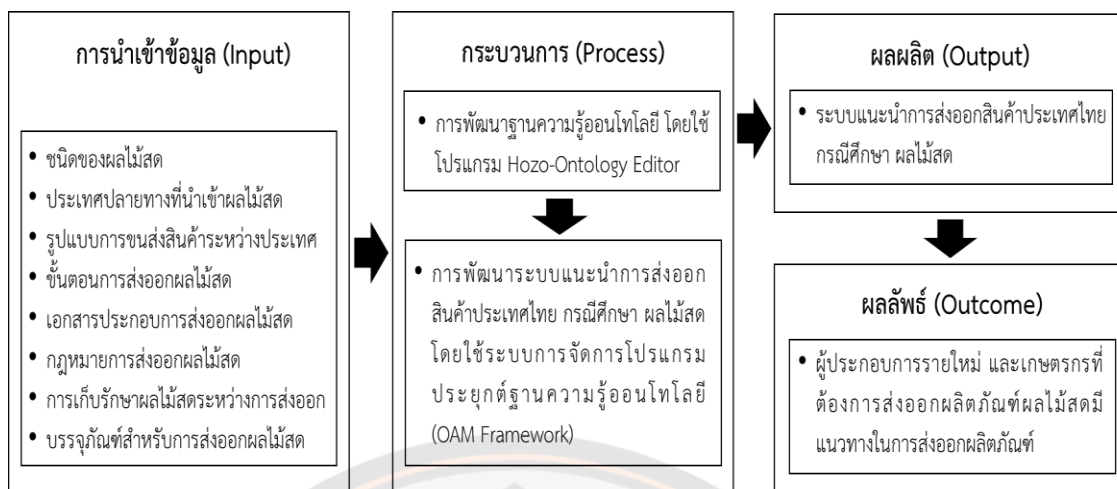 การนำเข้าข้อมูล (Input)
• ชนิดของผลไม้สด
• ประเทศปลายทางที่นำเข้าผลไม้สด
• รูปแบบการขนส่งสินค้าระหว่างประเทศ
• ขั้นตอนการส่งออกผลไม้สด
• เอกสารประกอบการส่งออกผลไม้สด
• กฎหมายการส่งออกผลไม้สด
• การเก็บรักษาผลไม้สดระหว่างการส่งออก
• บรรจุภัณฑ์สำหรับการส่งออกผลไม้สด
กระบวนการ (Process)
• การพัฒนาฐานความรู้ออนโทโลยี โดยใช้
โปรแกรม Hozo-Ontology Editor
• การพัฒนาระบบแนะนำการส่งออก
สินค้าประเทศไทย กรณีศึกษา ผลไม้สด
โดยใช้ระบบการจัดการโปรแกรม
ประยุกต์ฐานความรู้ออนโทโลยี
(OAM Framework)
ผลผลิต (Output)
• ระบบแนะนำการส่งออกสินค้าประเทศไทย
กรณีศึกษา ผลไม้สด
ผลลัพธ์ (Outcome)
• ผู้ประกอบการรายใหม่ และเกษตรกรที่
ต้องการส่งออกผลิตภัณฑ์ผลไม้สดมี
แนวทางในการส่งออกผลิตภัณฑ์